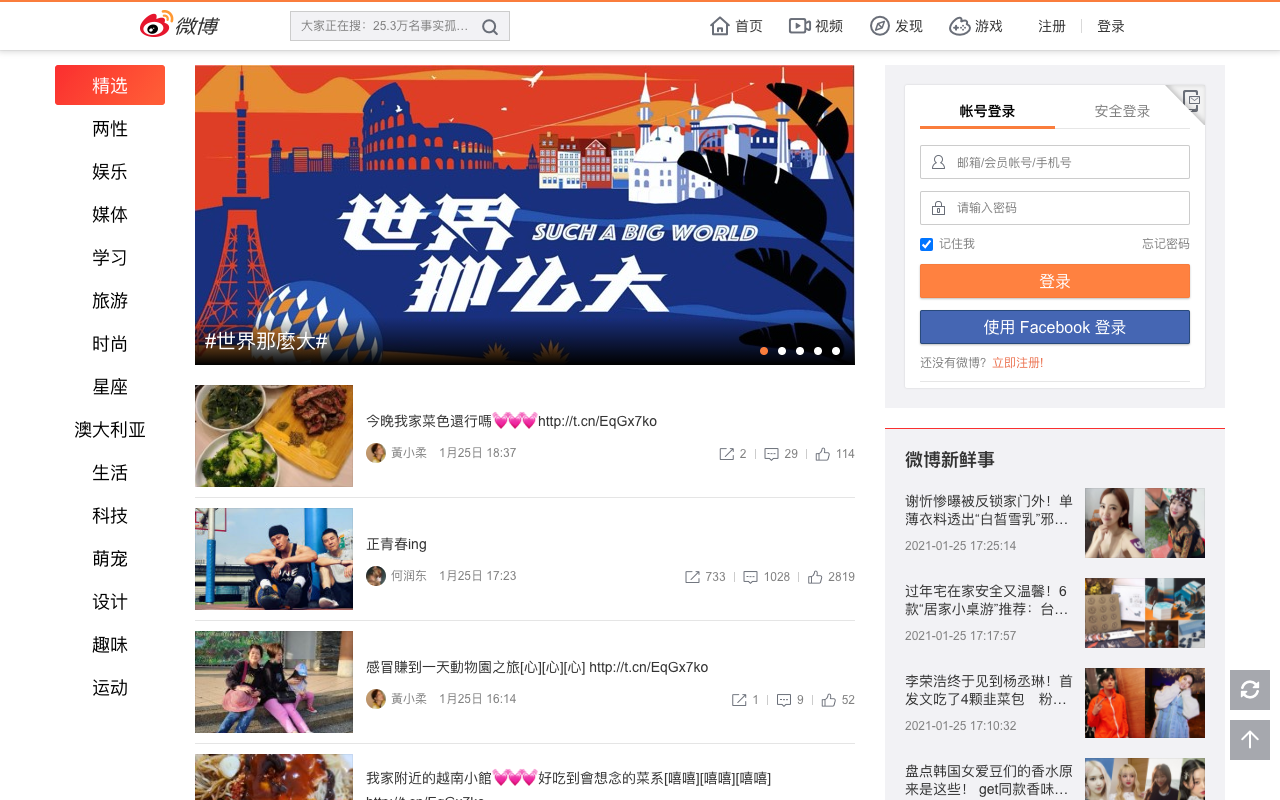 微博
大家正在搜：25.3万名事实孤...
首页
视频
发现
游戏
注册
登录
精选
两性
娱乐
媒体
学习
旅游
时尚
星座
澳大利亚
生活
科技
萌宠
设计
趣味
运动
世界
SUCH A BIG WORLD
那么大
#世界那麼大#
今晚我家菜色還行嗎💓💓💓http://t.cn/EqGx7ko
黃小柔 1月25日 18:37
2 29 114
正青春ing
何润东 1月25日 17:23
733 1028 2819
感冒賺到一天動物園之旅[心][心][心] http://t.cn/EqGx7ko
黃小柔 1月25日 16:14
1 9 52
我家附近的越南小館💓💓💓好吃到會想念的菜系[嘻嘻][嘻嘻][嘻嘻]
http://t.cn/EqGx7ko
帐号登录
安全登录
邮箱/会员帐号/手机号
请输入密码
记住我
忘记密码
登录
使用 Facebook 登录
还没有微博？立即注册!
微博新鲜事
谢忻惨曝被反锁家门外！单
薄衣料透出“白皙雪乳”邪...
2021-01-25 17:25:14
过年宅在家安全又温馨！6
款“居家小桌游”推荐：台...
2021-01-25 17:17:57
李荣浩终于见到杨丞琳！首
发文吃了4颗韭菜包 粉...
2021-01-25 17:10:32
盘点韩国女爱豆们的香水原
来是这些！ get同款香味...